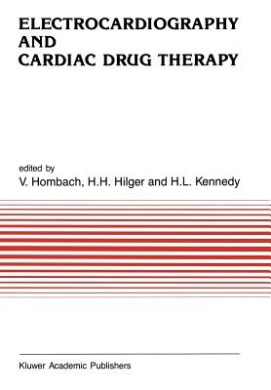 ELECTROCARDIOGRAPHY
AND
CARDIAC DRUG THERAPY
edited by
V. Hombach, H.H. Hilger and H.L. Kennedy
Kluwer Academic Publishers